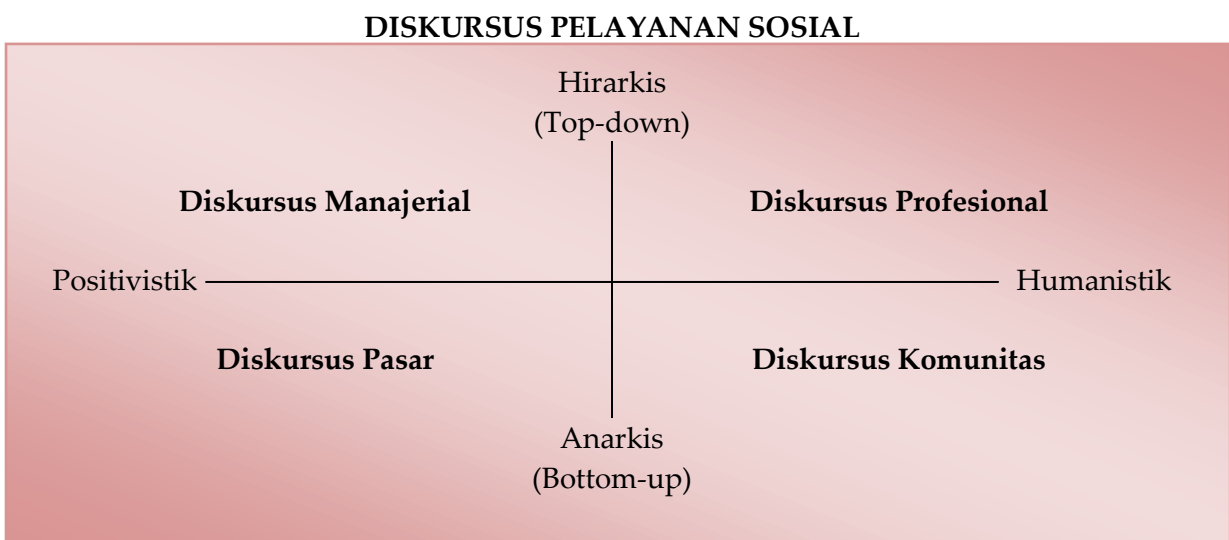 DISKURSUS PELAYANAN SOSIAL
Hirarkis
(Top-down)
Diskursus Manajerial
Diskursus Profesional
Positivistik
Humanistik
Diskursus Pasar
Diskursus Komunitas
Anarkis
(Bottom-up)